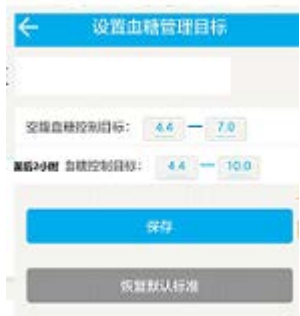 设置血糖管理目标
空腹血糖控制目标: 4.4 — 7.0
餐后2小时 血糖控制目标: 4.4 — 10.0
保存
恢复默认标准